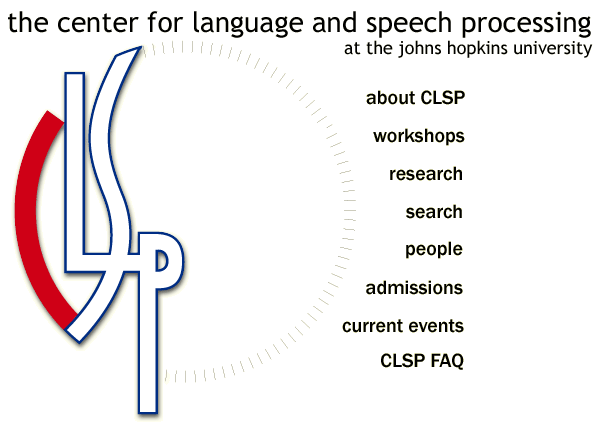 the center for language and speech processing
at the johns hopkins university
about CLSP
workshops
research
search
people
admissions
current events
CLSP FAQ
CLSP